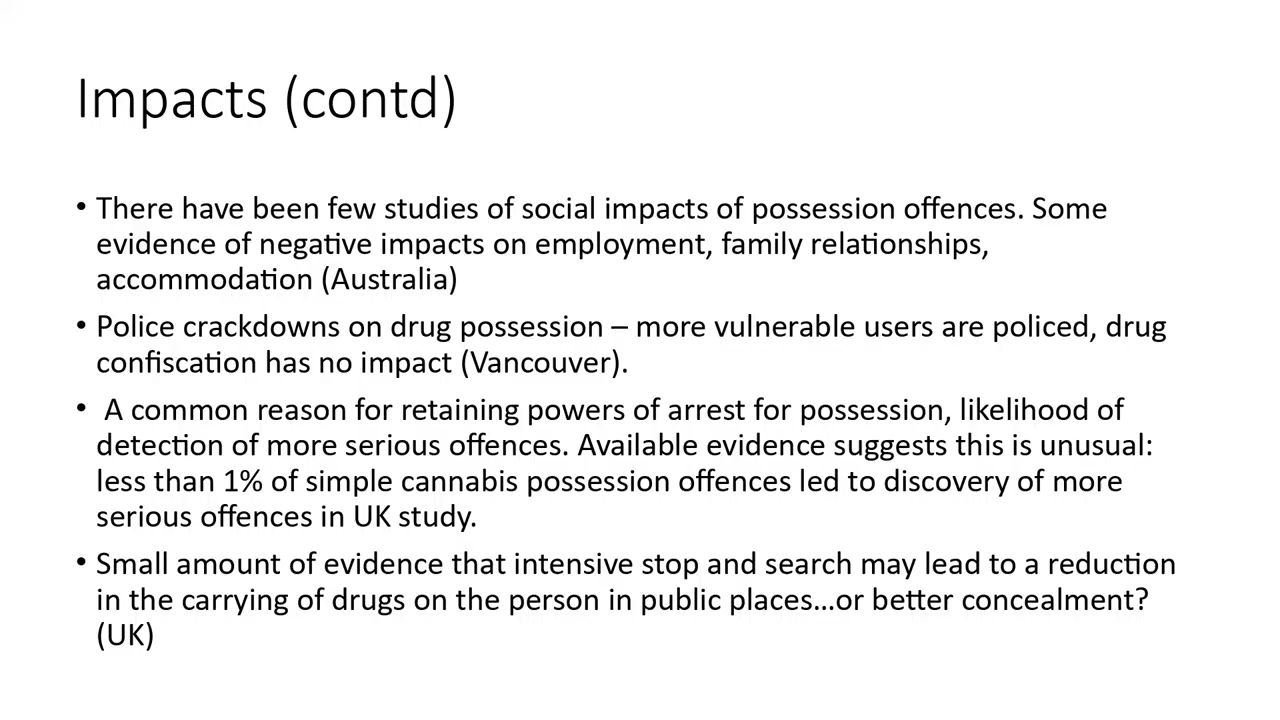 Impacts (contd)
• There have been few studies of social impacts of possession offences. Some
evidence of negative impacts on employment, family relationships,
accommodation (Australia)
• Police crackdowns on drug possession – more vulnerable users are policed, drug
confiscation has no impact (Vancouver).
• A common reason for retaining powers of arrest for possession, likelihood of
detection of more serious offences. Available evidence suggests this is unusual:
less than 1% of simple cannabis possession offences led to discovery of more
serious offences in UK study.
• Small amount of evidence that intensive stop and search may lead to a reduction
in the carrying of drugs on the person in public places…or better concealment?
(UK)